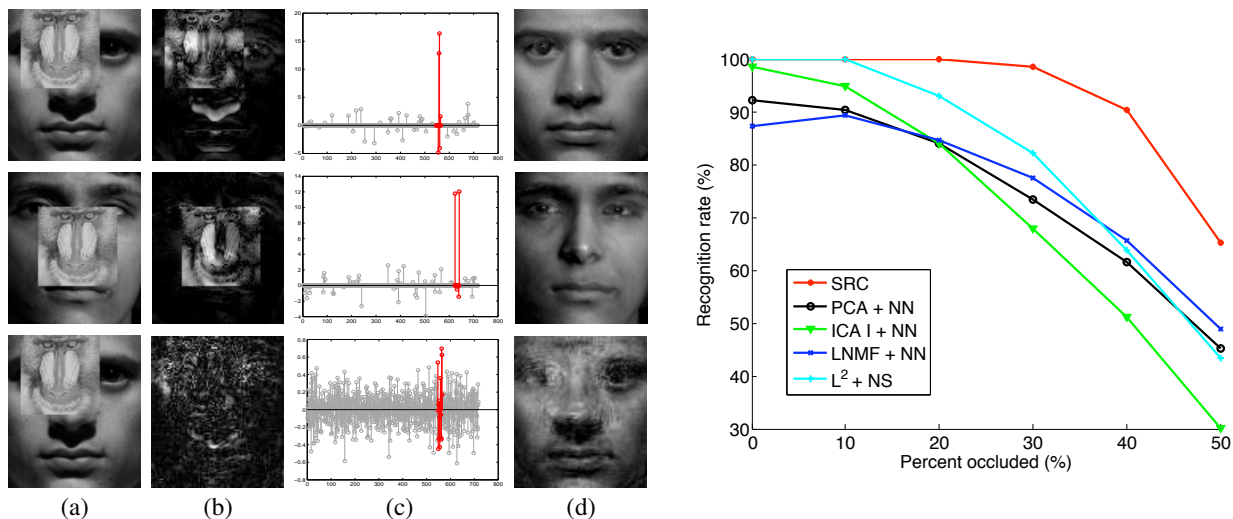 20
15
10
5
0
−5
0 100 200 300 400 500 600 700 800
14
12
10
8
6
4
2
0
−2
−4
0 100 200 300 400 500 600 700 800
0.8
0.6
0.4
0.2
0
−0.2
−0.4
−0.6
−0.8
0 100 200 300 400 500 600 700 800
(a) (b) (c) (d)
Recognition rate (%)
100
90
80
70
60
50
40
30
SRC
PCA + NN
ICA I + NN
LNMF + NN
L² + NS
0 10 20 30 40 50
Percent occluded (%)